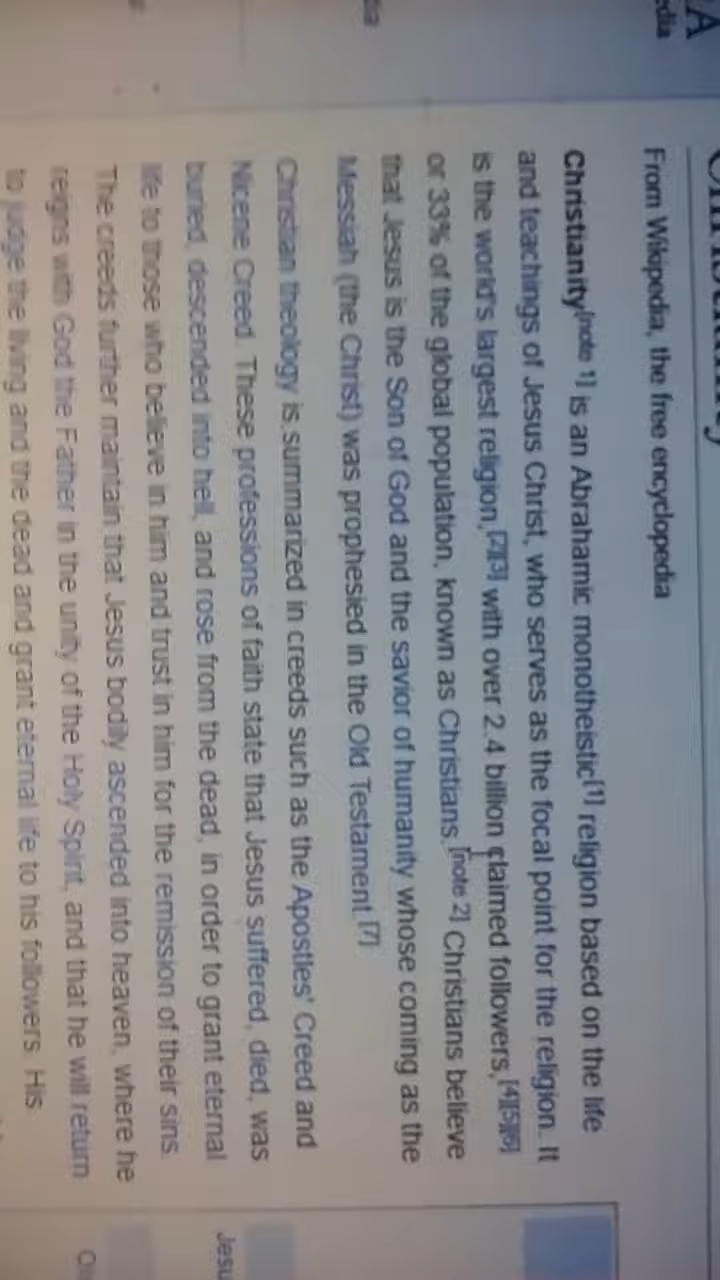 From Wikipedia, the free encyclopedia
Christianity[note 1] is an Abrahamic monotheistic[1] religion based on the life
and teachings of Jesus Christ, who serves as the focal point for the religion. It
is the world's largest religion,[2][3] with over 2.4 billion claimed followers,[4][5][6]
or 33% of the global population, known as Christians.[note 2] Christians believe
that Jesus is the Son of God and the savior of humanity whose coming as the
Messiah (the Christ) was prophesied in the Old Testament.[7]
Christian theology is summarized in creeds such as the Apostles' Creed and
Nicene Creed. These professions of faith state that Jesus suffered, died, was
buried, descended into hell, and rose from the dead, in order to grant eternal
life to those who believe in him and trust in him for the remission of their sins.
The creeds further maintain that Jesus bodily ascended into heaven, where he
reigns with God the Father in the unity of the Holy Spirit, and that he will return
to judge the living and the dead and grant eternal life to his followers. His